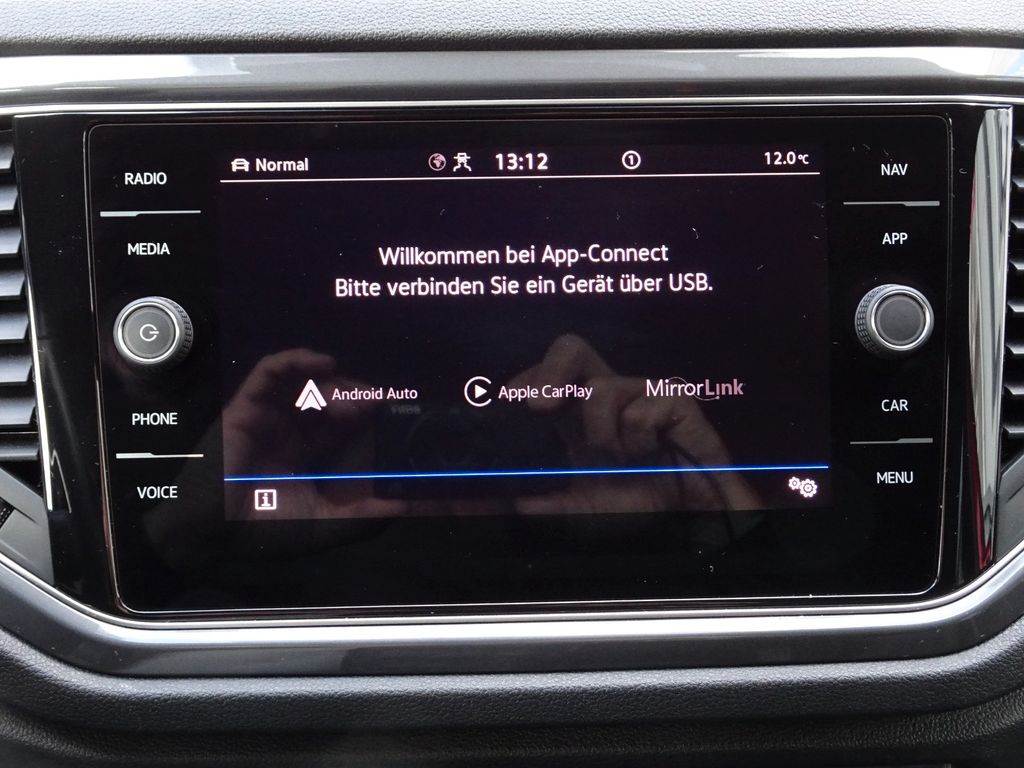 RADIO
MEDIA
PHONE
VOICE
Normal 13:12 1 12.0°C
Willkommen bei App-Connect
Bitte verbinden Sie ein Gerät über USB.
Android Auto Apple CarPlay MirrorLink
i
NAV
APP
CAR
MENU